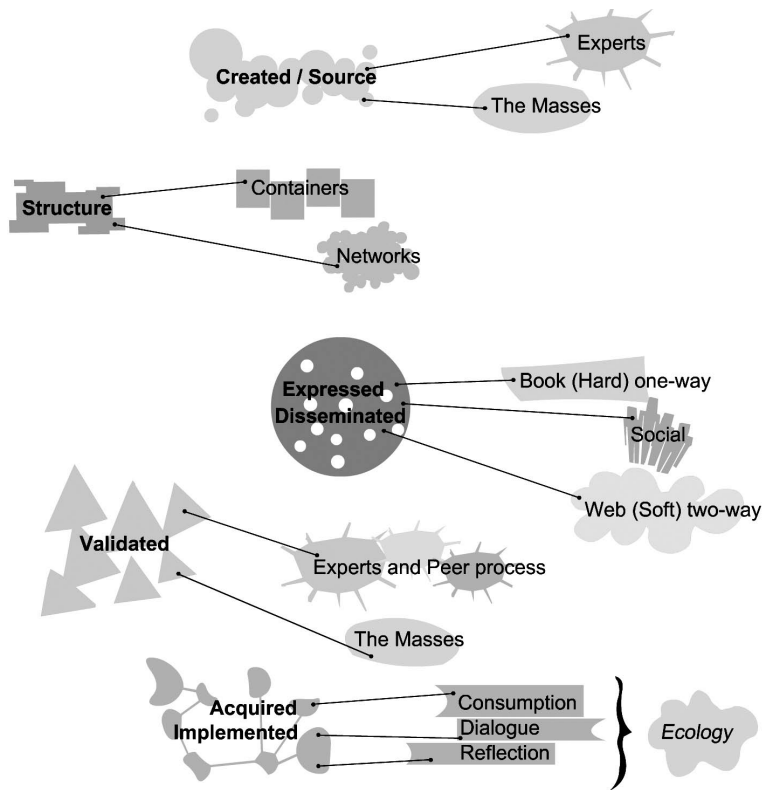 Experts
Created / Source
The Masses
Containers
Structure
Networks
Book (Hard) one-way
Expressed
Disseminated
Social
Web (Soft) two-way
Validated
Experts and Peer process
The Masses
Consumption
Acquired
Implemented
Dialogue
Ecology
Reflection